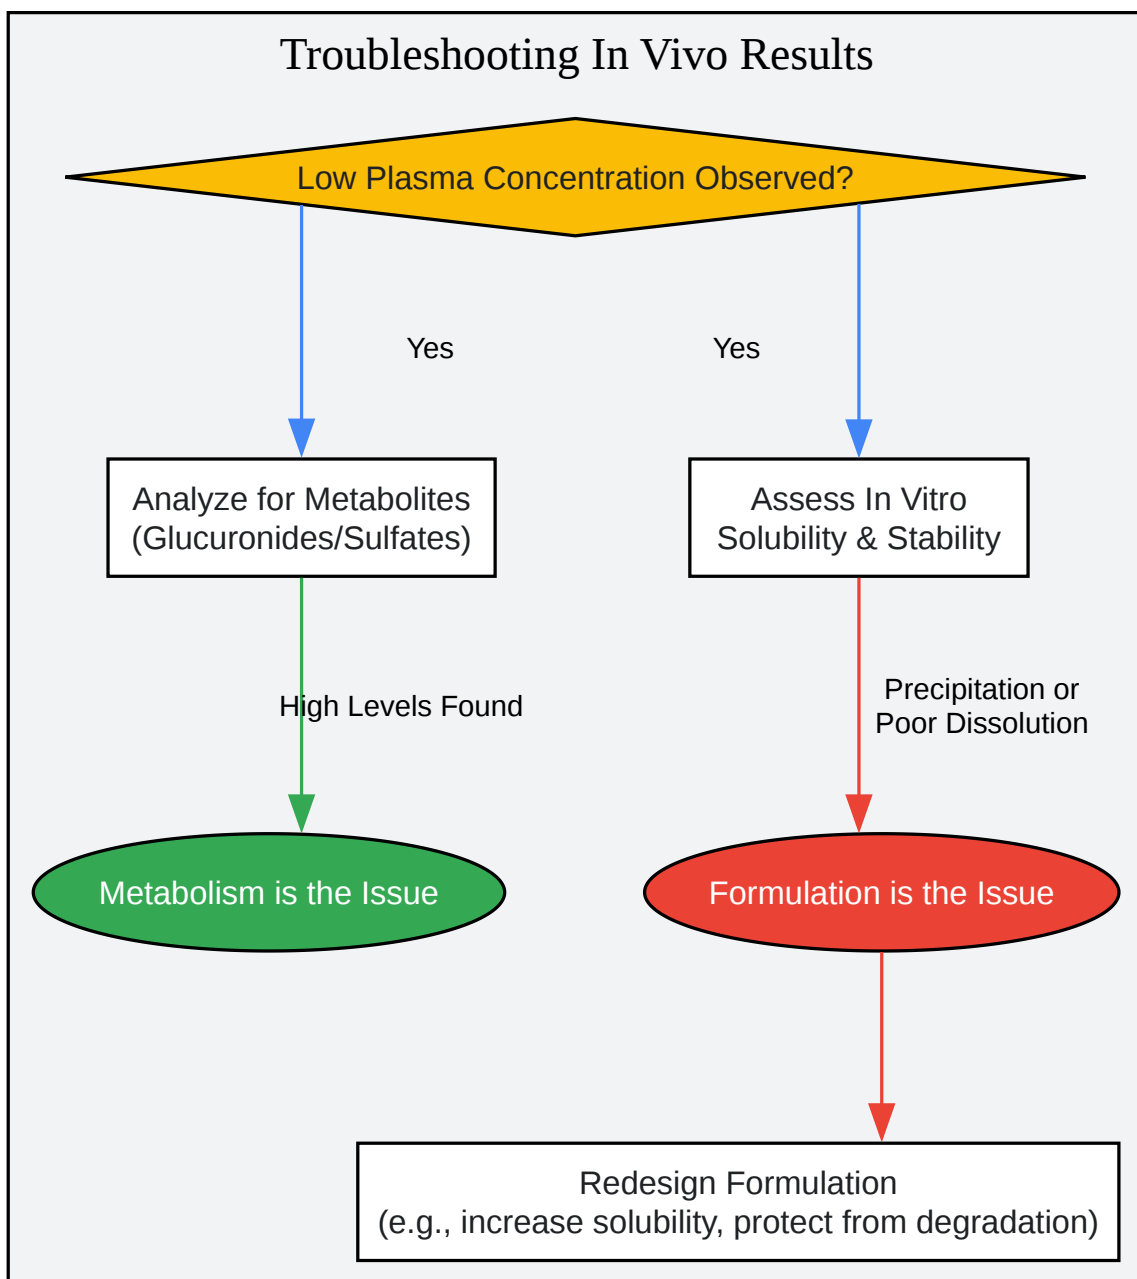 Troubleshooting In Vivo Results
Low Plasma Concentration Observed?
Yes
Yes
Analyze for Metabolites
(Glucuronides/Sulfates)
Assess In Vitro
Solubility & Stability
High Levels Found
Precipitation or
Poor Dissolution
Metabolism is the Issue
Formulation is the Issue
Redesign Formulation
(e.g., increase solubility, protect from degradation)